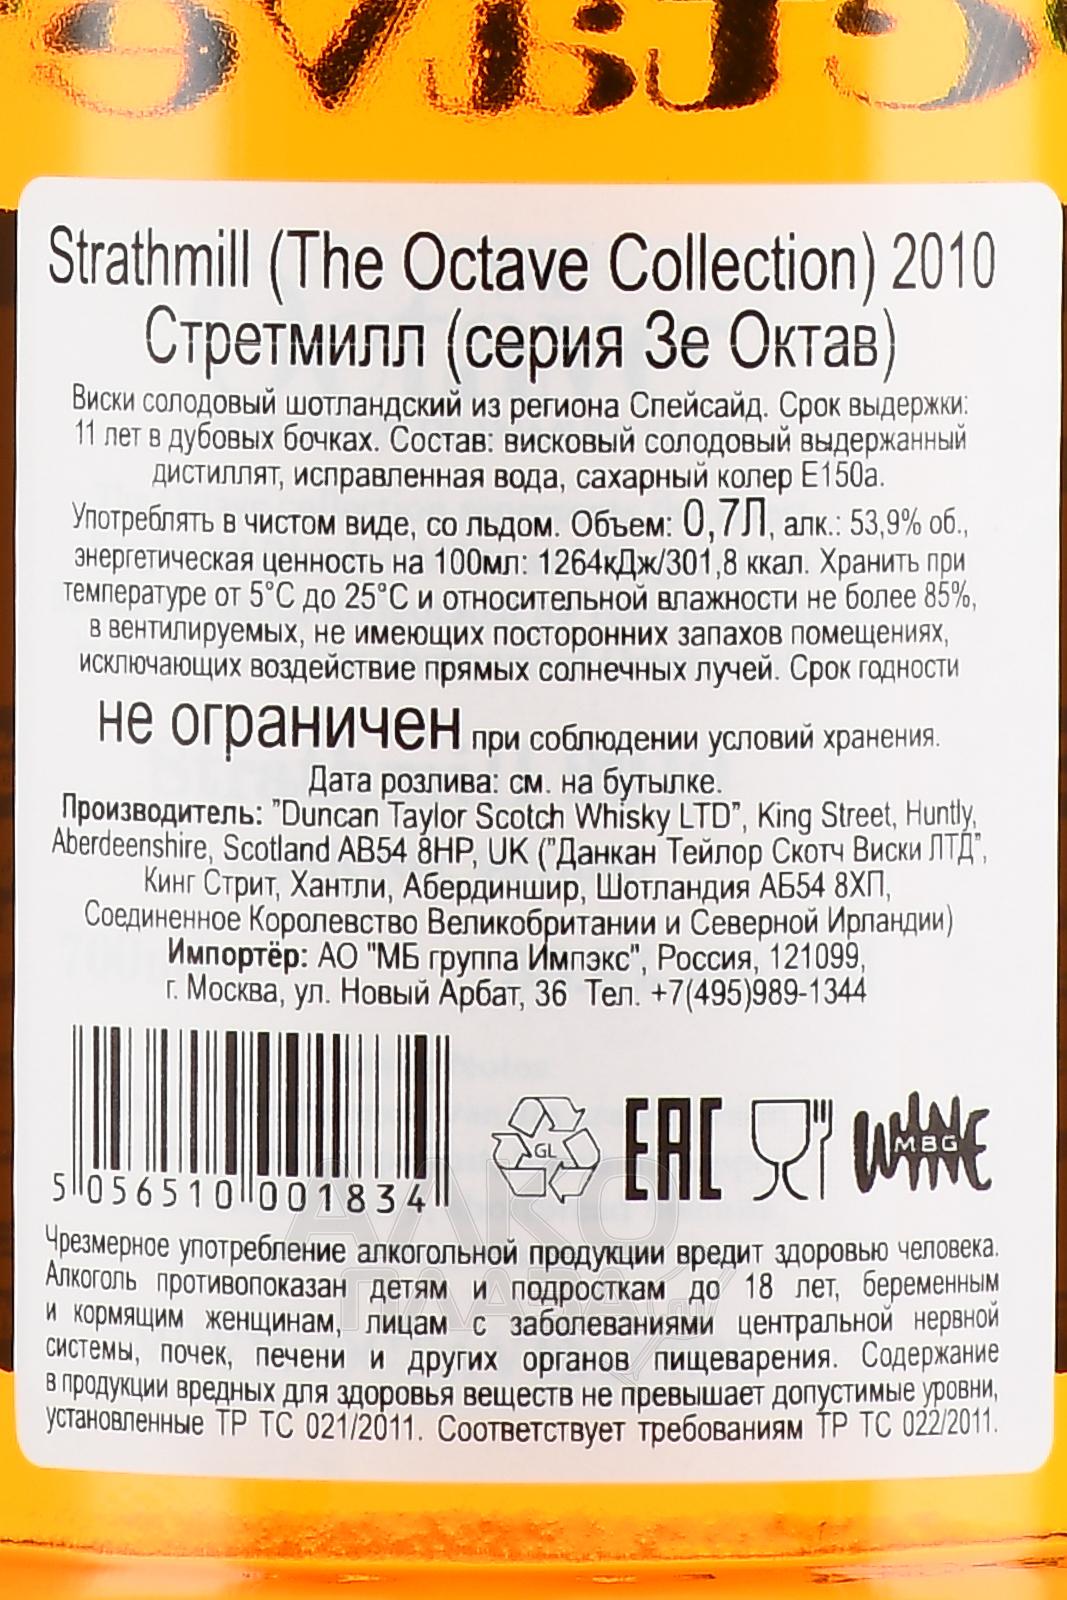 Strathmill (The Octave Collection) 2010
Стретмилл (серия Зе Октав)
Виски солодовый шотландский из региона Спейсайд. Срок выдержки:
11 лет в дубовых бочках. Состав: висковый солодовый выдержанный
дистиллят, исправленная вода, сахарный колер Е150а.
Употреблять в чистом виде, со льдом. Объем: 0,7Л, алк.: 53,9% об.,
энергетическая ценность на 100мл: 1264кДж/301,8 ккал. Хранить при
температуре от 5°С до 25°С и относительной влажности не более 85%,
в вентилируемых, не имеющих посторонних запахов помещениях,
исключающих воздействие прямых солнечных лучей. Срок годности
не ограничен при соблюдении условий хранения.
Дата розлива: см. на бутылке.
Производитель: "Duncan Taylor Scotch Whisky LTD", King Street, Huntly,
Aberdeenshire, Scotland AB54 8HP, UK ("Данкан Тейлор Скотч Виски ЛТД",
Кинг Стрит, Хантли, Абердиншир, Шотландия АБ54 8ХП,
Соединенное Королевство Великобритании и Северной Ирландии)
Импортёр: АО "МБ группа Импэкс", Россия, 121099,
г. Москва, ул. Новый Арбат, 36 Тел. +7(495)989-1344
GL
EAC
WINE
MBG
5 056510 001834
АЛКО
ПЛАЗА.ru
Чрезмерное употребление алкогольной продукции вредит здоровью человека.
Алкоголь противопоказан детям и подросткам до 18 лет, беременным
и кормящим женщинам, лицам с заболеваниями центральной нервной
системы, почек, печени и других органов пищеварения. Содержание
в продукции вредных для здоровья веществ не превышает допустимые уровни,
установленные ТР ТС 021/2011. Соответствует требованиям ТР ТС 022/2011.